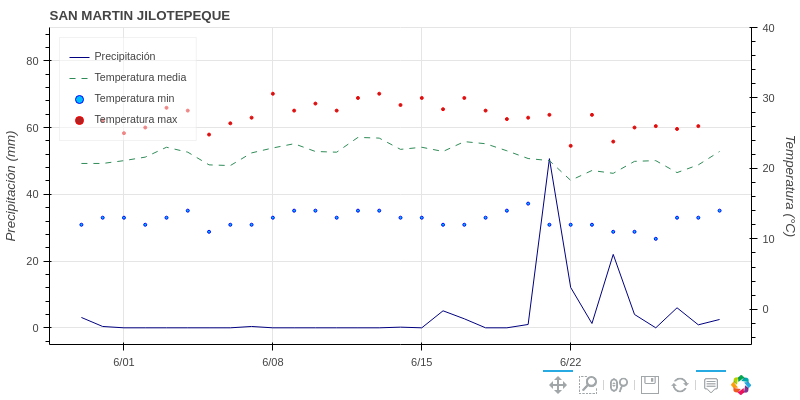 SAN MARTIN JILOTEPEQUE
Precipitación
Temperatura media
Temperatura min
Temperatura max
Precipitación (mm)
80
60
40
20
0
40
30
20
10
0
Temperatura (°C)
6/01
6/08
6/15
6/22